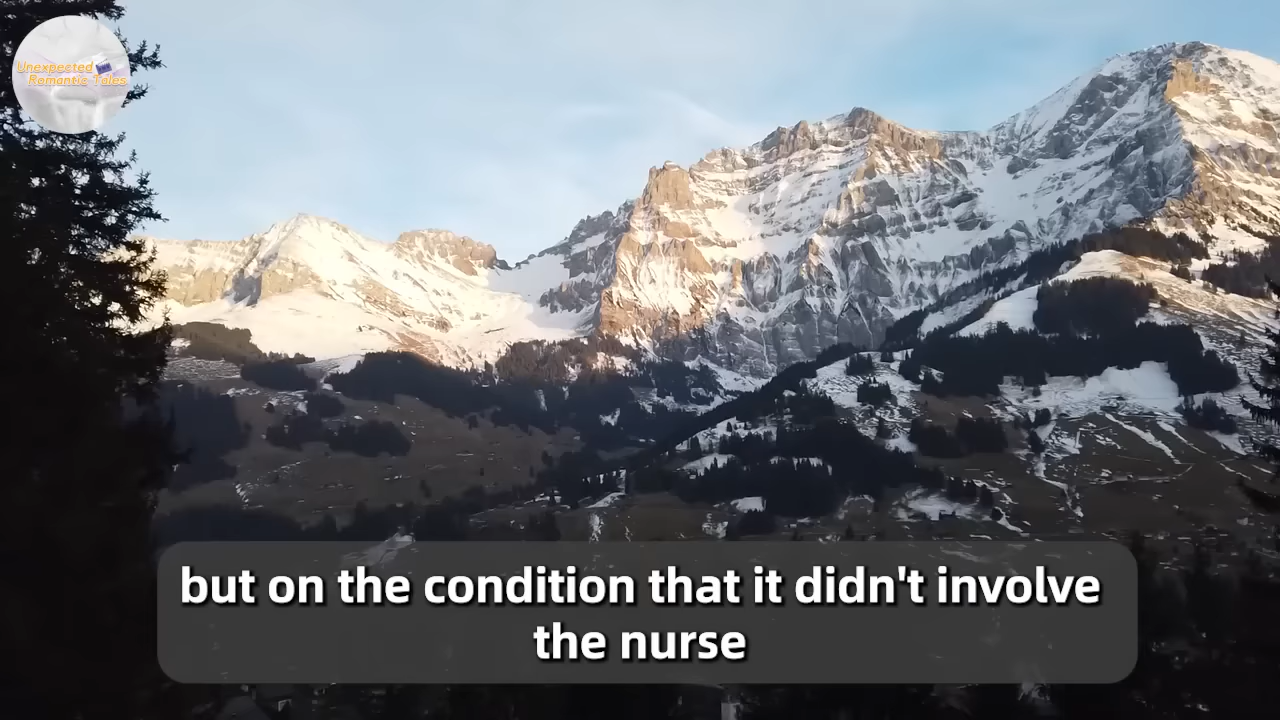 Unexpected
Romantic Tales
but on the condition that it didn't involve
the nurse